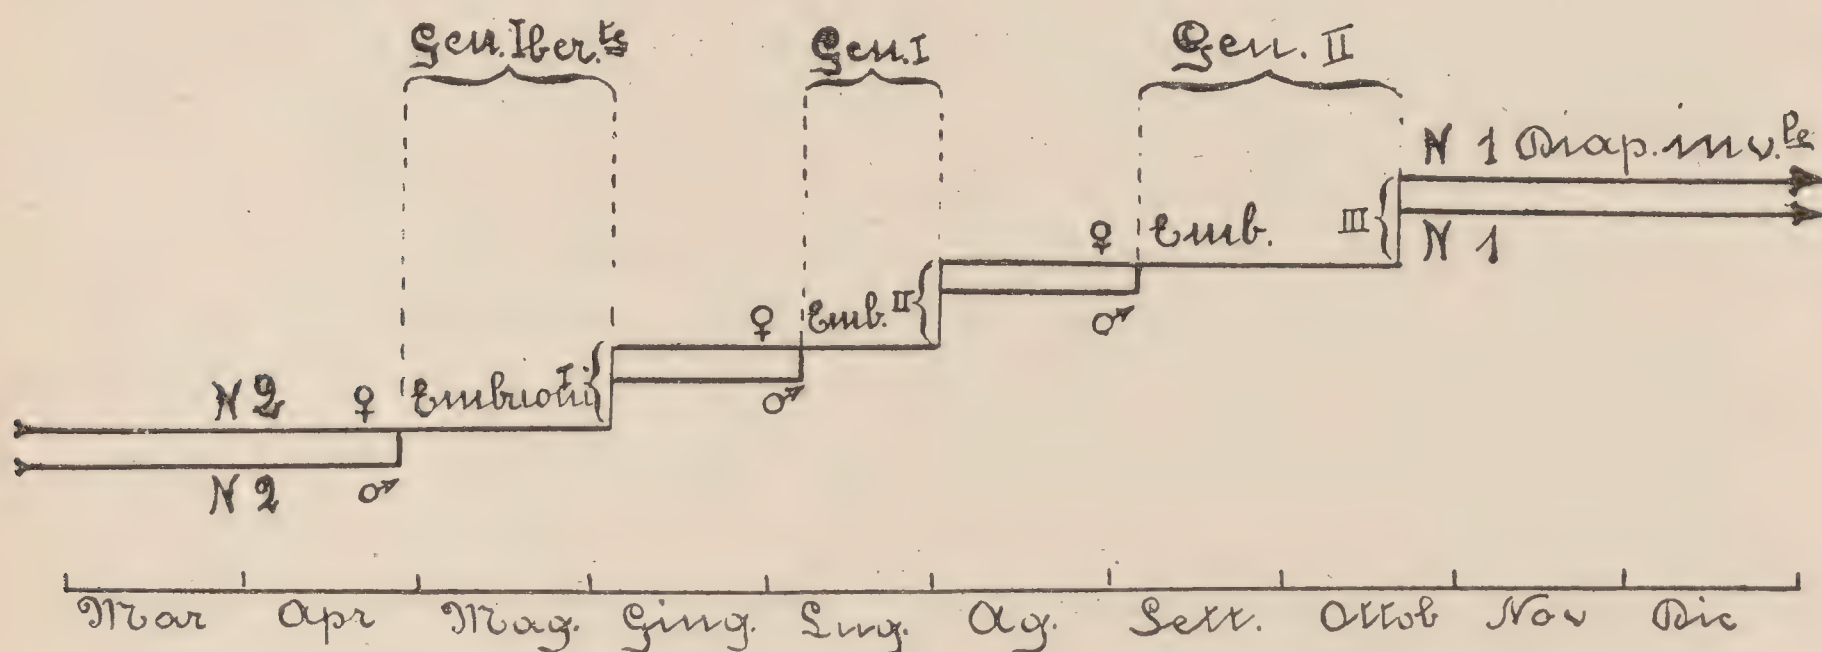 Gen. Iber.te Gen. I Gen. II
N 1 Diap. inv.le
♀ Emb. III N 1
♀ Emb. II ♂
N 2 ♀ Embrioni I ♂
N 2 ♂
Mar Apr Mag. Giug. Lug. Ag. Sett. Ottob Nov Dic